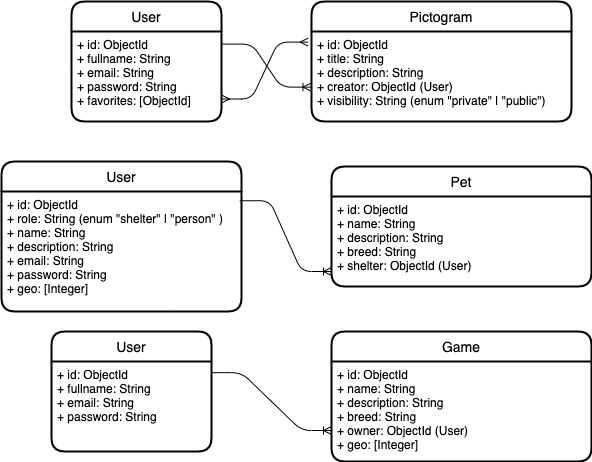 User
+ id: ObjectId
+ fullname: String
+ email: String
+ password: String
+ favorites: [ObjectId]
Pictogram
+ id: ObjectId
+ title: String
+ description: String
+ creator: ObjectId (User)
+ visibility: String (enum "private" | "public")
User
+ id: ObjectId
+ role: String (enum "shelter" | "person" )
+ name: String
+ description: String
+ email: String
+ password: String
+ geo: [Integer]
Pet
+ id: ObjectId
+ name: String
+ description: String
+ breed: String
+ shelter: ObjectId (User)
User
+ id: ObjectId
+ fullname: String
+ email: String
+ password: String
Game
+ id: ObjectId
+ name: String
+ description: String
+ breed: String
+ owner: ObjectId (User)
+ geo: [Integer]